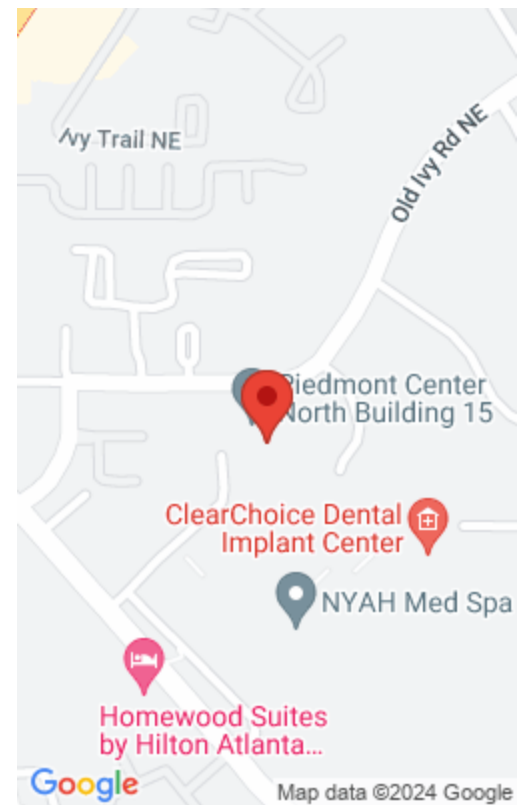 Ivy Trail NE
Old Ivy Rd NE
Piedmont Center
North Building 15
ClearChoice Dental
Implant Center
NYAH Med Spa
Homewood Suites
by Hilton Atlanta...
Google
Map data ©2024 Google